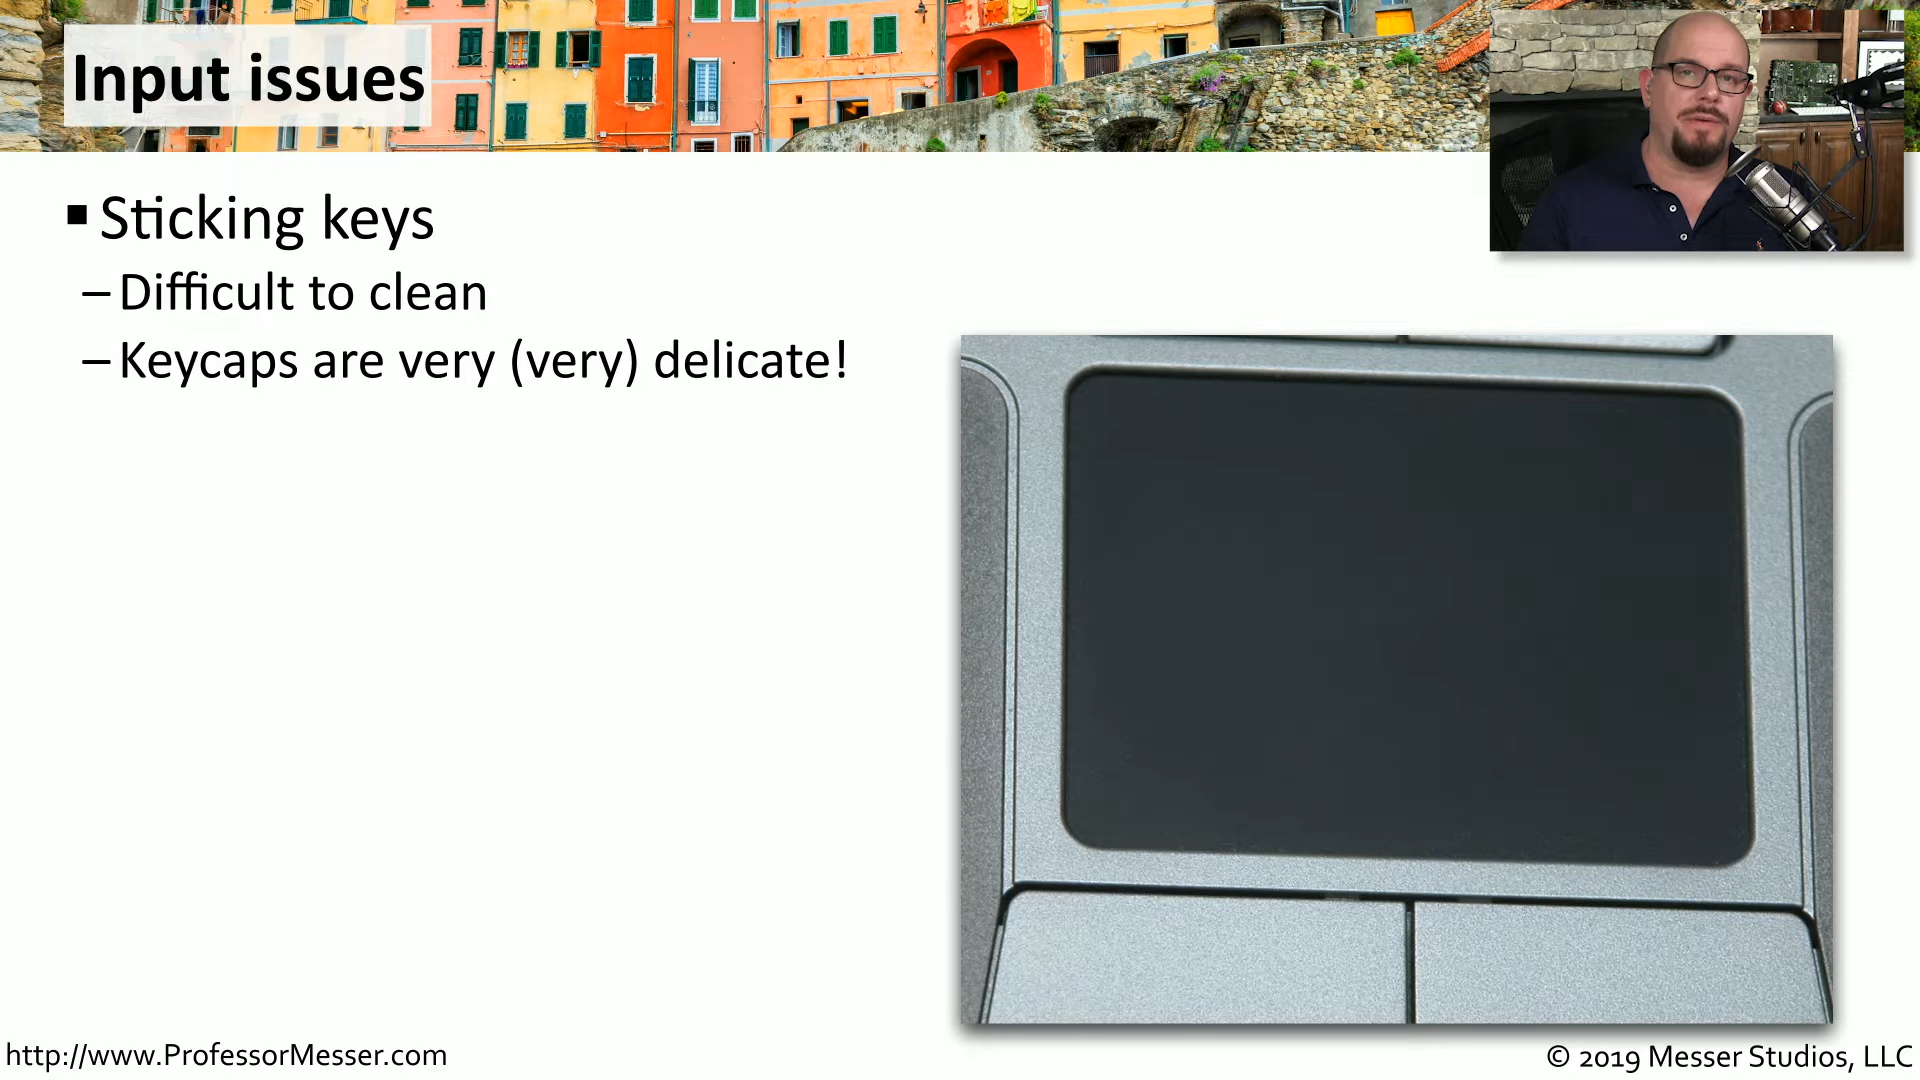 Input issues
▪ Sticking keys
– Difficult to clean
– Keycaps are very (very) delicate!
http://www.ProfessorMesser.com
© 2019 Messer Studios, LLC